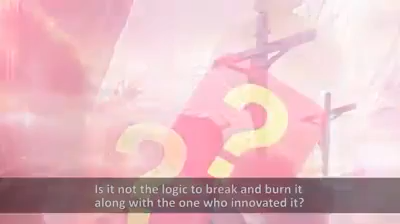 ? ?
Is it not the logic to break and burn it
along with the one who innovated it?